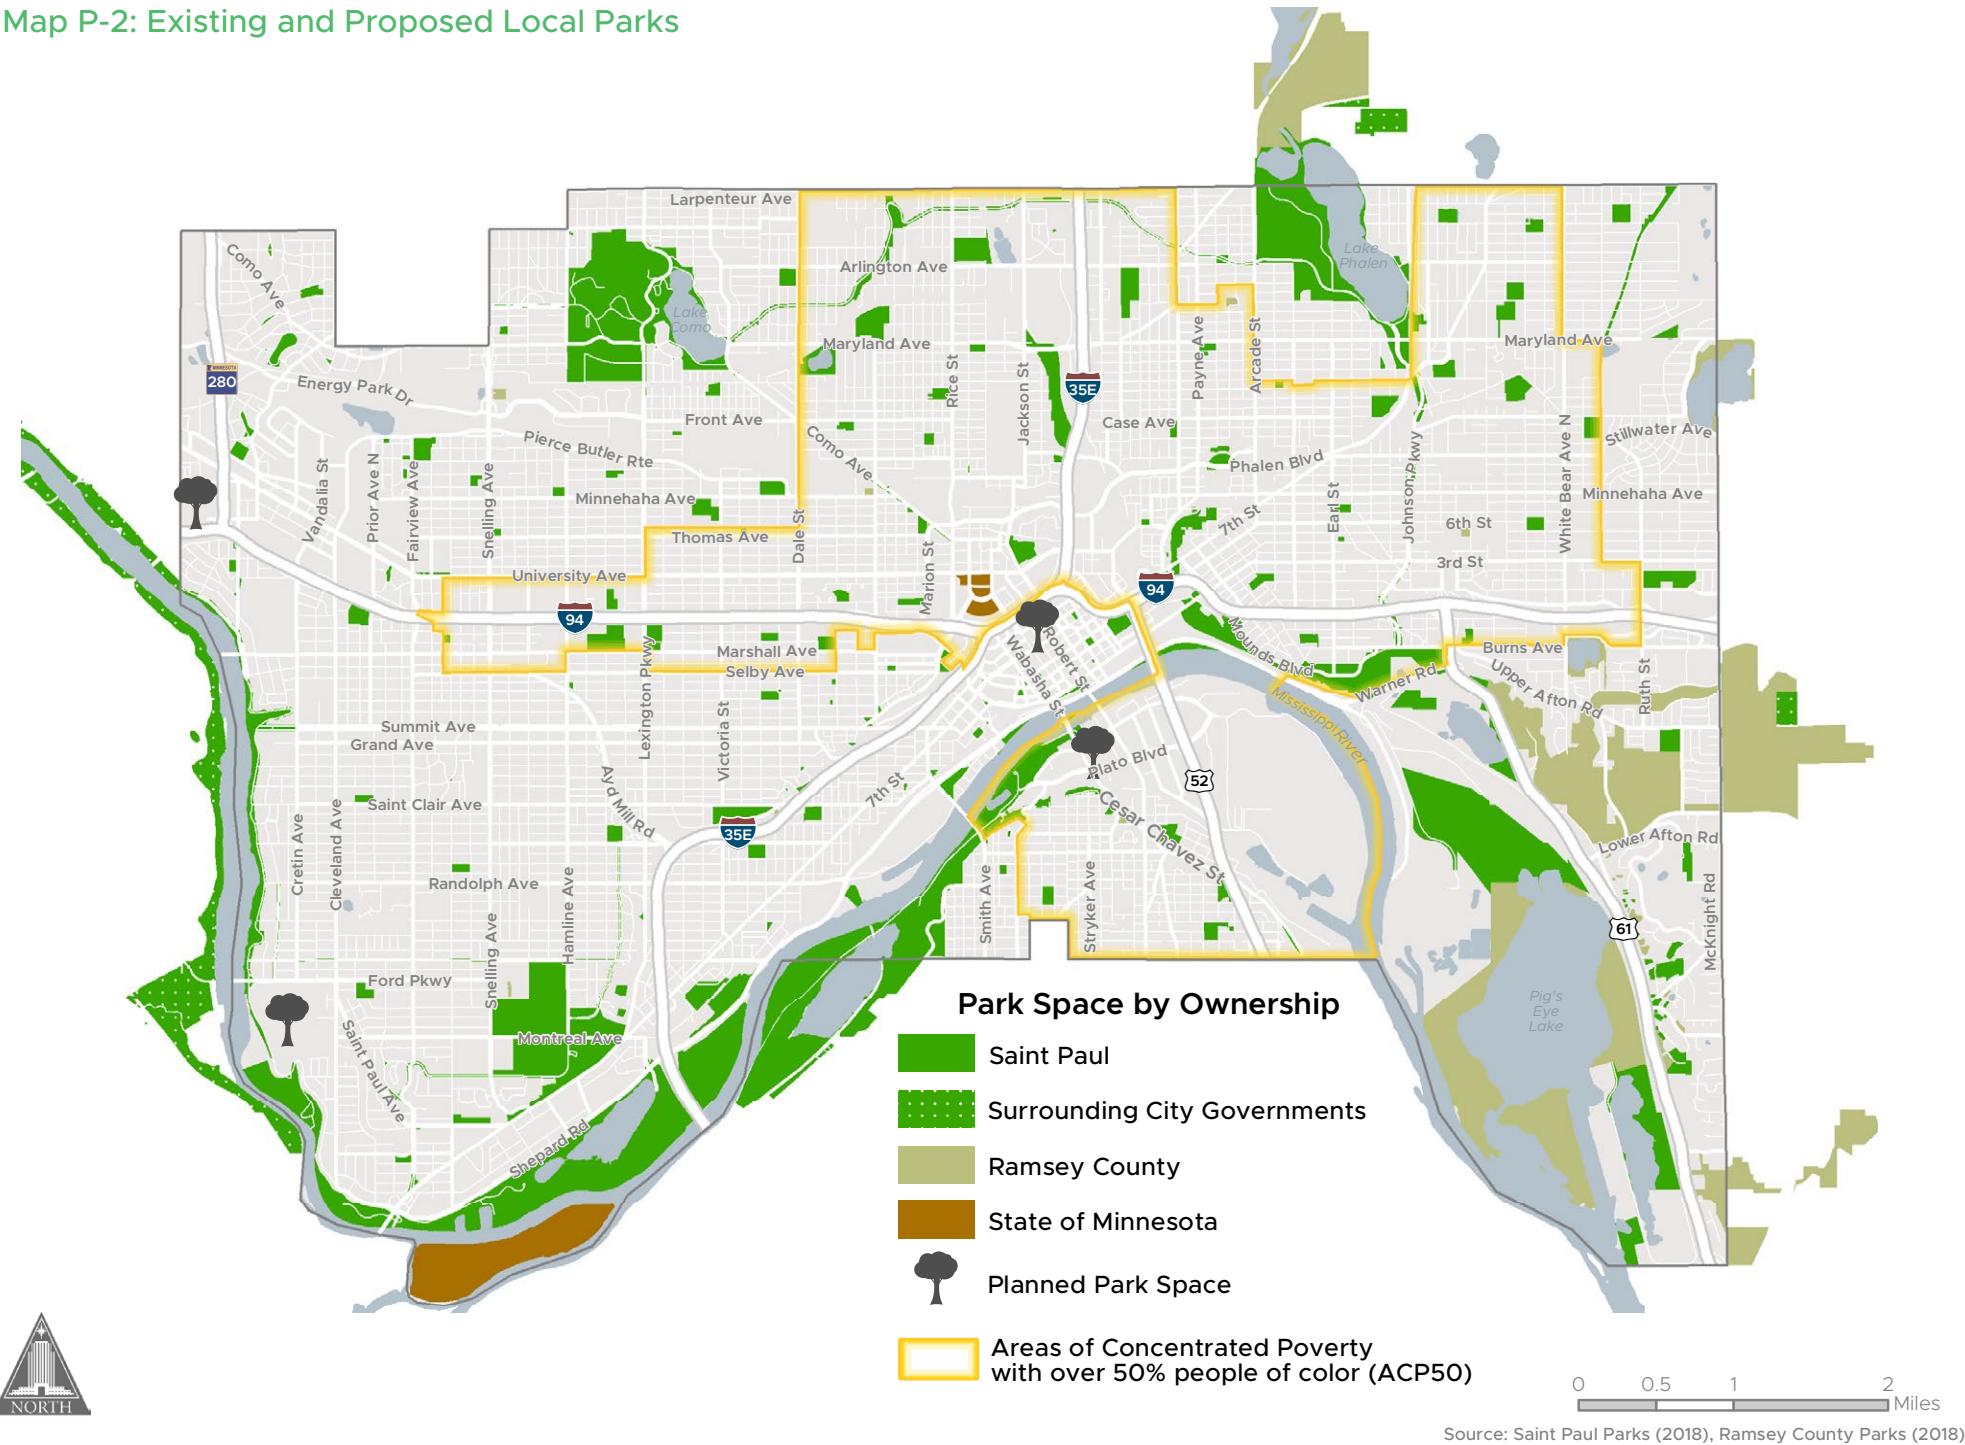 Map P-2: Existing and Proposed Local Parks
Larpenteur Ave
Como Ave
Arlington Ave
Lake
Phalen
Lake
Como
Maryland Ave
Maryland Ave
MINNESOTA
280
Energy Park Dr
Rice St
Jackson St
35E
Payne Ave
Arcade St
Front Ave
Case Ave
Como Ave
Pierce Butler Rte
Phalen Blvd
Stillwater Ave
Vandalia St
Prior Ave N
Fairview Ave
Snelling Ave
Minnehaha Ave
Minnehaha Ave
Earl St
Johnson Pkwy
White Bear Ave N
7th St
6th St
Thomas Ave
Dale St
Marion St
3rd St
University Ave
94
94
Mounds Blvd
Burns Ave
Marshall Ave
Selby Ave
Lexington Pkwy
Robert St
Wabasha St
Warner Rd
Upper Afton Rd
Ruth St
Mississippi River
Summit Ave
Grand Ave
Victoria St
Plato Blvd
52
Ayd Mill Rd
7th St
Cesar Chavez St
Saint Clair Ave
35E
Lower Afton Rd
Cretin Ave
Cleveland Ave
Randolph Ave
Hamline Ave
Snelling Ave
Smith Ave
Stryker Ave
61
McKnight Rd
Ford Pkwy
Pig's
Eye
Lake
Saint Paul Ave
Montreal Ave
Shepard Rd
Park Space by Ownership
Saint Paul
Surrounding City Governments
Ramsey County
State of Minnesota
Planned Park Space
Areas of Concentrated Poverty
with over 50% people of color (ACP50)
NORTH
0 0.5 1 2
Miles
Source: Saint Paul Parks (2018), Ramsey County Parks (2018)